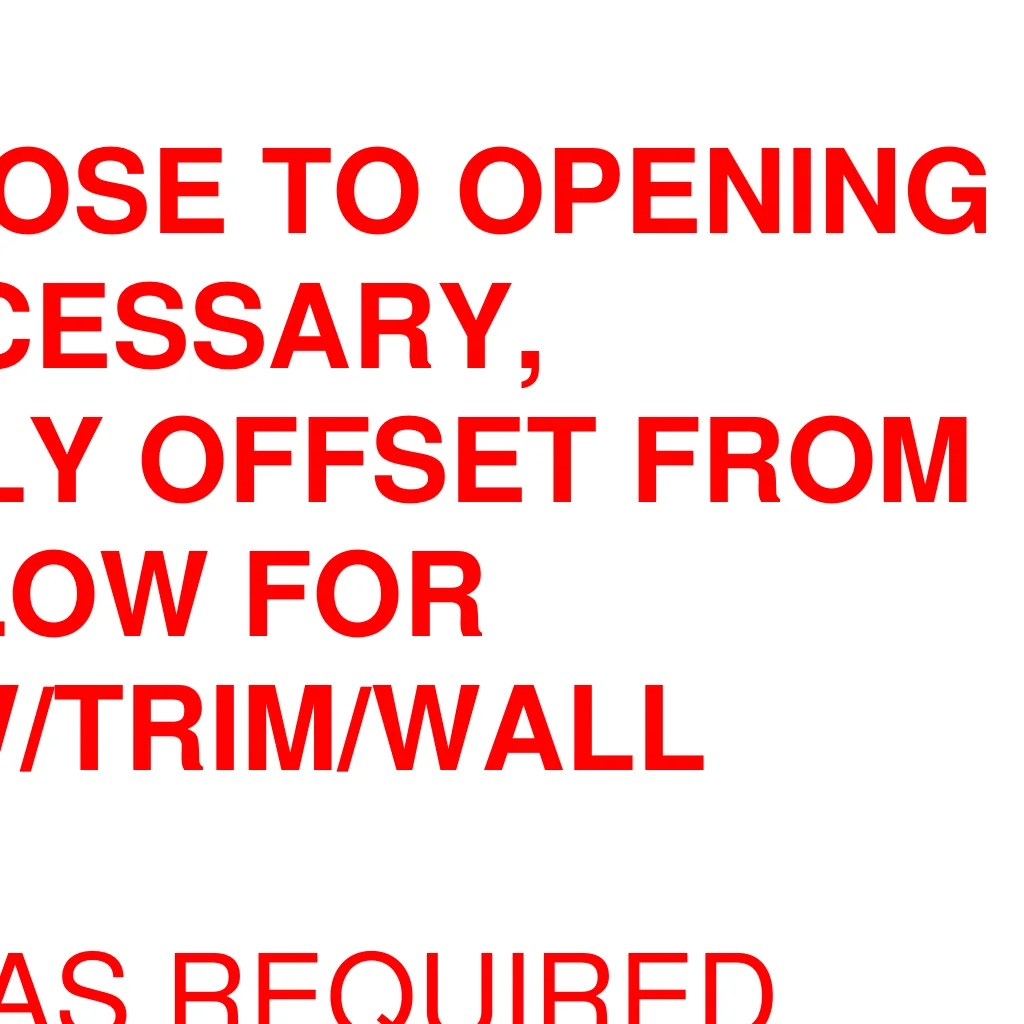 OSE TO OPENING
CESSARY,
LY OFFSET FROM
LOW FOR
/TRIM/WALL
AS REQUIRED